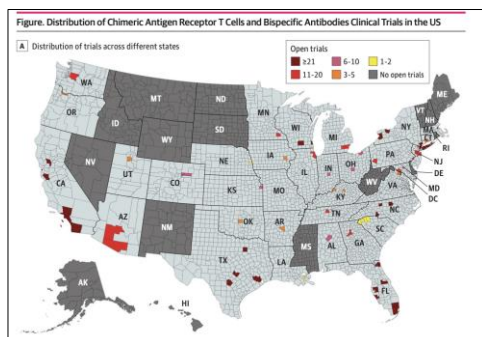 Figure. Distribution of Chimeric Antigen Receptor T Cells and Bispecific Antibodies Clinical Trials in the US
A Distribution of trials across different states
Open trials
≥21
6-10
1-2
11-20
3-5
No open trials
WA
MT
ND
MN
ME
VT
NH
OR
ID
SD
WI
MI
NY
RI
WY
IA
PA
NJ
NV
UT
NE
IL
IN
OH
DE
CA
CO
KS
MO
KY
WV
VA
MD
DC
AZ
NM
OK
AR
TN
NC
SC
MS
AL
GA
TX
LA
AK
HI
FL